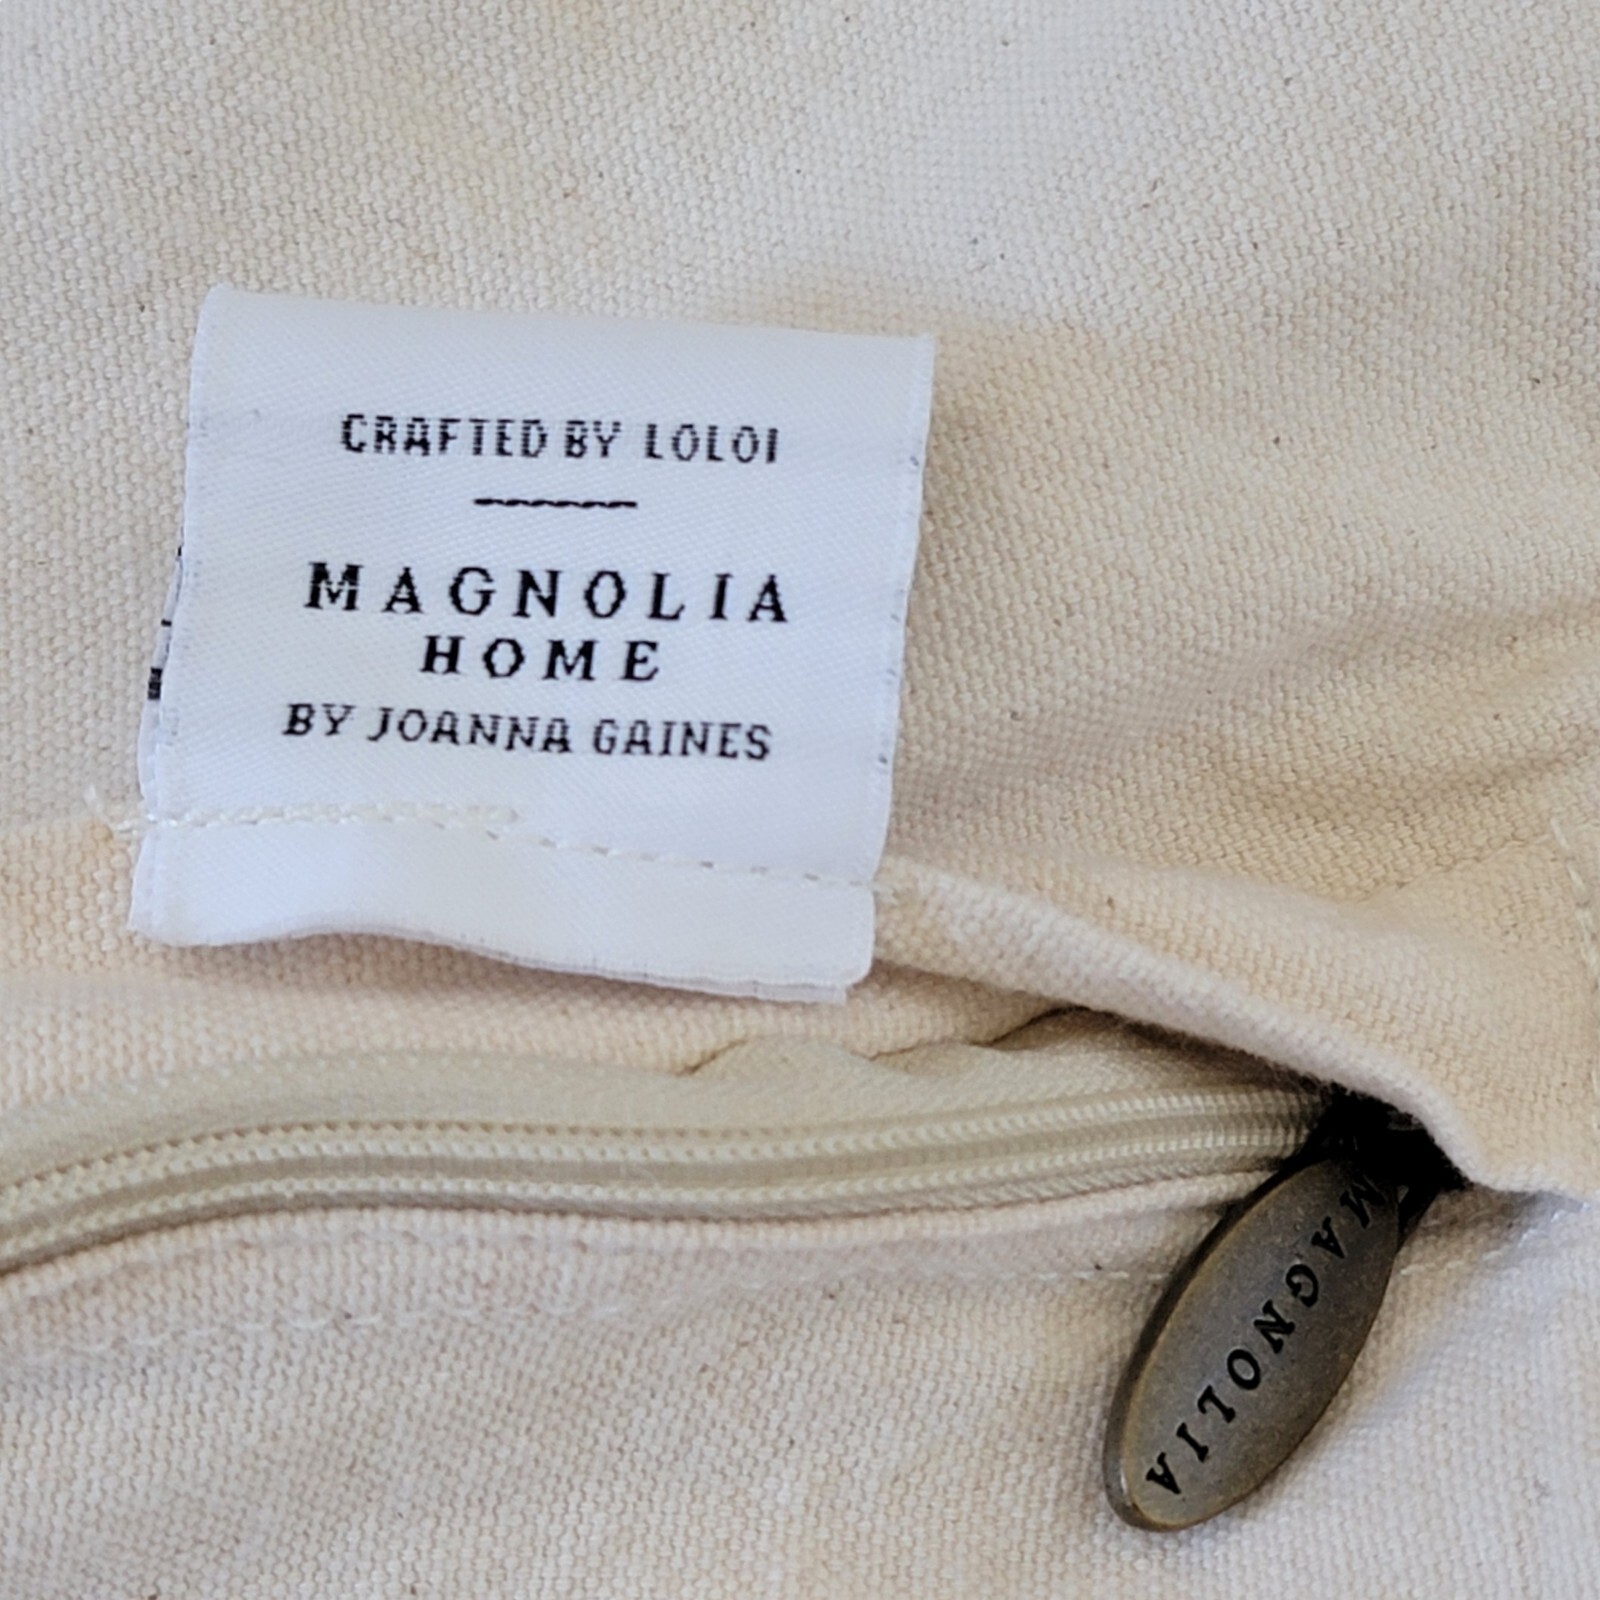 CRAFTED BY LOLOI
MAGNOLIA
HOME
BY JOANNA GAINES
MAGNOLIA